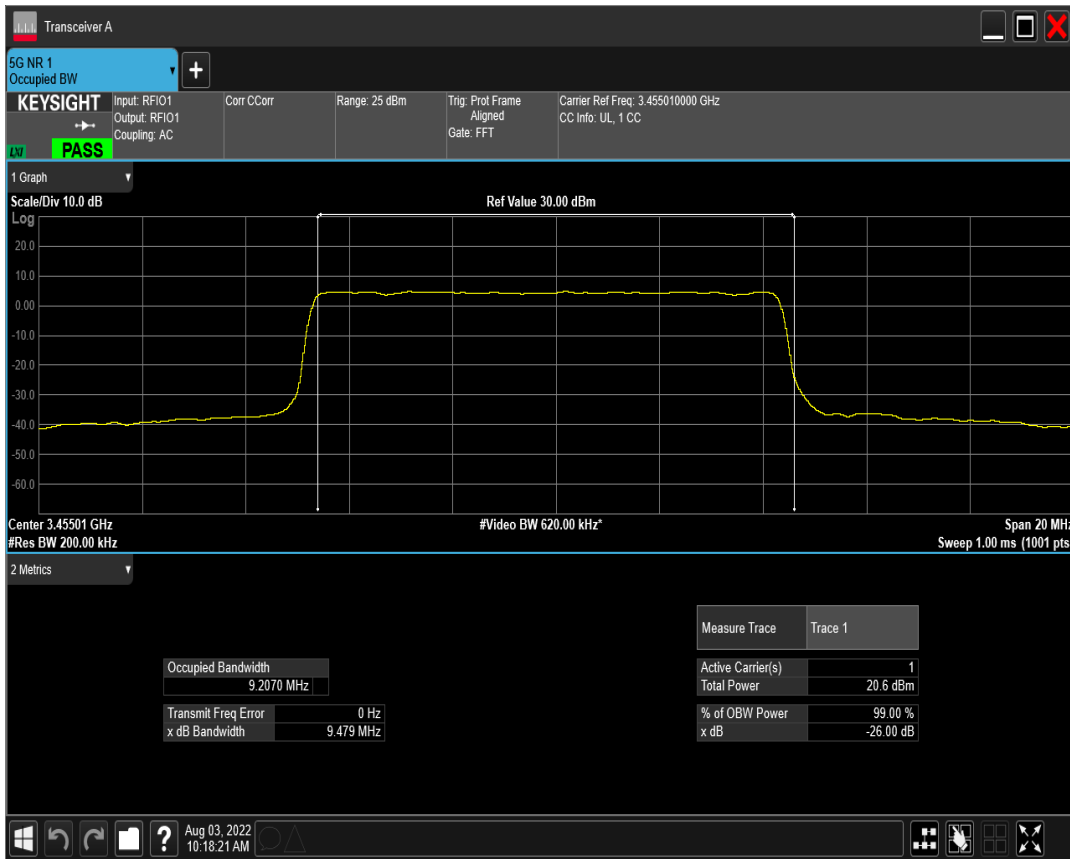 Transceiver A
5G NR 1
Occupied BW
KEYSIGHT
LXI
PASS
Input: RFIO1
Output: RFIO1
Coupling: AC
Corr CCorr
Range: 25 dBm
Trig: Prot Frame
Aligned
Gate: FFT
Carrier Ref Freq: 3.455010000 GHz
CC Info: UL, 1 CC
1 Graph
Scale/Div 10.0 dB
Ref Value 30.00 dBm
Log
20.0
10.0
0.00
-10.0
-20.0
-30.0
-40.0
-50.0
-60.0
Center 3.45501 GHz
#Video BW 620.00 kHz*
Span 20 MHz
#Res BW 200.00 kHz
Sweep 1.00 ms (1001 pts
2 Metrics
Measure Trace Trace 1
Occupied Bandwidth
9.2070 MHz
Active Carrier(s) 1
Total Power 20.6 dBm
Transmit Freq Error 0 Hz
x dB Bandwidth 9.479 MHz
% of OBW Power 99.00 %
x dB -26.00 dB
?
Aug 03, 2022
10:18:21 AM